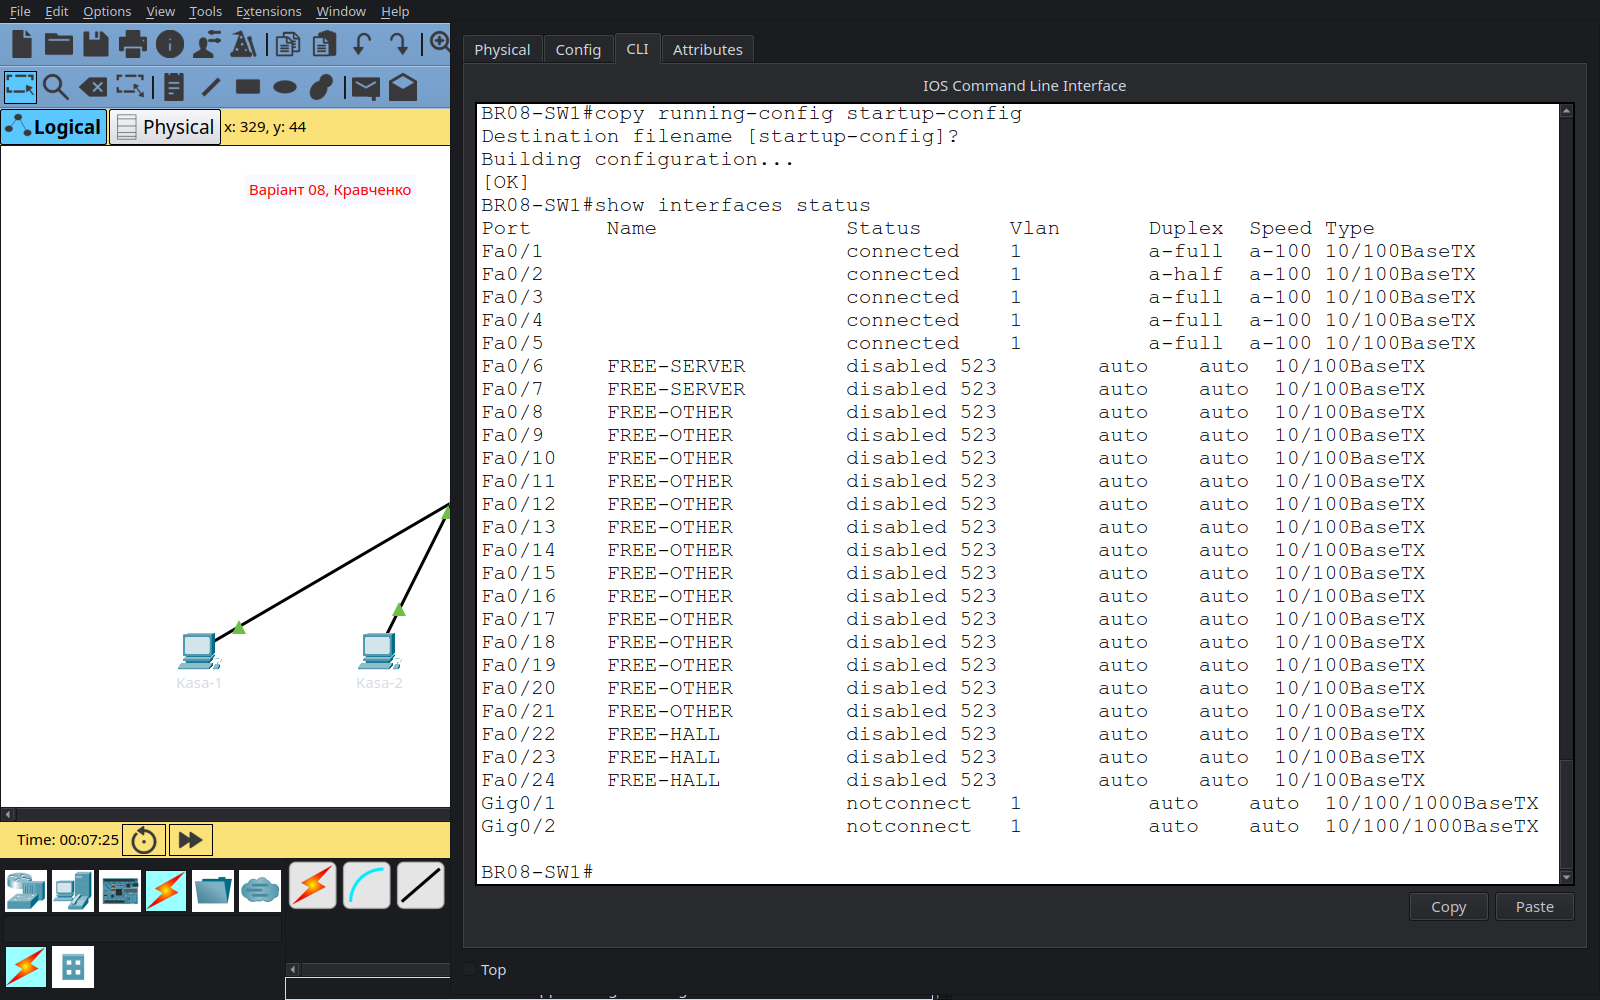 File Edit Options View Tools Extensions Window Help
Logical Physical x: 329, y: 44
Варіант 08, Кравченко
Kasa-1 Kasa-2
Time: 00:07:25
Physical Config CLI Attributes
IOS Command Line Interface
BR08-SW1#copy running-config startup-config
Destination filename [startup-config]?
Building configuration...
[OK]
BR08-SW1#show interfaces status
Port Name Status Vlan Duplex Speed Type
Fa0/1 connected 1 a-full a-100 10/100BaseTX
Fa0/2 connected 1 a-half a-100 10/100BaseTX
Fa0/3 connected 1 a-full a-100 10/100BaseTX
Fa0/4 connected 1 a-full a-100 10/100BaseTX
Fa0/5 connected 1 a-full a-100 10/100BaseTX
Fa0/6 FREE-SERVER disabled 523 auto auto 10/100BaseTX
Fa0/7 FREE-SERVER disabled 523 auto auto 10/100BaseTX
Fa0/8 FREE-OTHER disabled 523 auto auto 10/100BaseTX
Fa0/9 FREE-OTHER disabled 523 auto auto 10/100BaseTX
Fa0/10 FREE-OTHER disabled 523 auto auto 10/100BaseTX
Fa0/11 FREE-OTHER disabled 523 auto auto 10/100BaseTX
Fa0/12 FREE-OTHER disabled 523 auto auto 10/100BaseTX
Fa0/13 FREE-OTHER disabled 523 auto auto 10/100BaseTX
Fa0/14 FREE-OTHER disabled 523 auto auto 10/100BaseTX
Fa0/15 FREE-OTHER disabled 523 auto auto 10/100BaseTX
Fa0/16 FREE-OTHER disabled 523 auto auto 10/100BaseTX
Fa0/17 FREE-OTHER disabled 523 auto auto 10/100BaseTX
Fa0/18 FREE-OTHER disabled 523 auto auto 10/100BaseTX
Fa0/19 FREE-OTHER disabled 523 auto auto 10/100BaseTX
Fa0/20 FREE-OTHER disabled 523 auto auto 10/100BaseTX
Fa0/21 FREE-OTHER disabled 523 auto auto 10/100BaseTX
Fa0/22 FREE-HALL disabled 523 auto auto 10/100BaseTX
Fa0/23 FREE-HALL disabled 523 auto auto 10/100BaseTX
Fa0/24 FREE-HALL disabled 523 auto auto 10/100BaseTX
Gig0/1 notconnect 1 auto auto 10/100/1000BaseTX
Gig0/2 notconnect 1 auto auto 10/100/1000BaseTX
BR08-SW1#
Copy Paste
Top